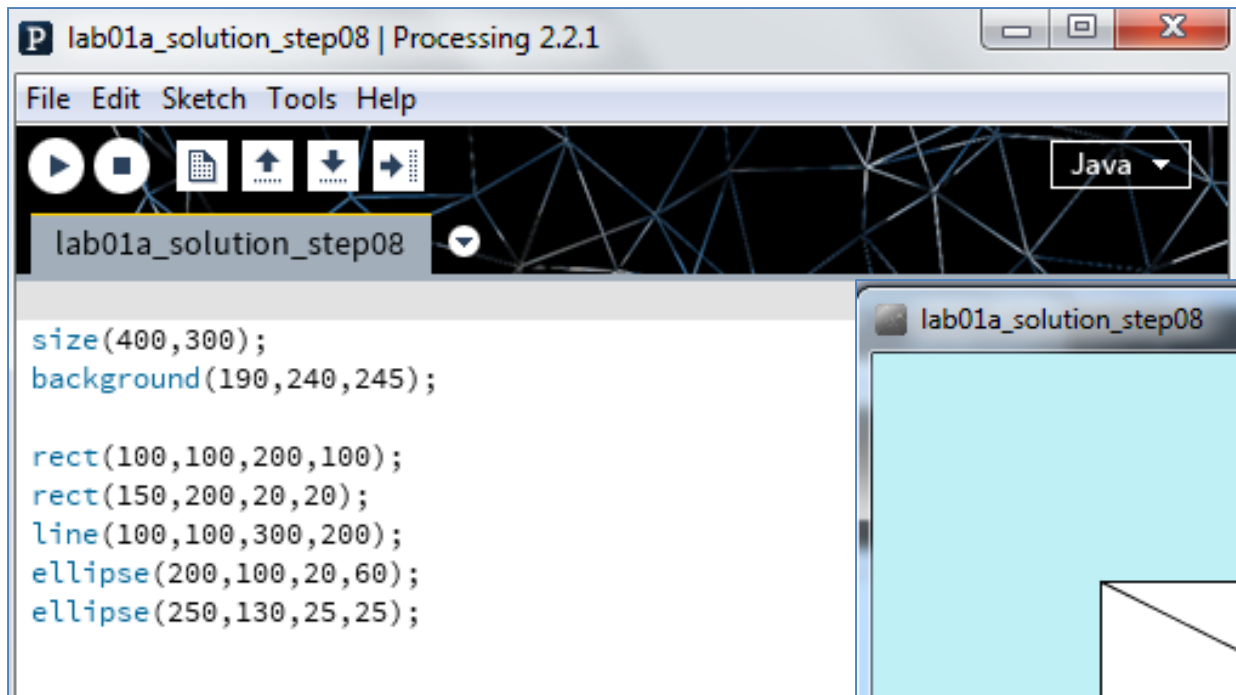 P lab01a_solution_step08 | Processing 2.2.1
File Edit Sketch Tools Help
Java
lab01a_solution_step08
lab01a_solution_step08
size(400,300);
background(190,240,245);
rect(100,100,200,100);
rect(150,200,20,20);
line(100,100,300,200);
ellipse(200,100,20,60);
ellipse(250,130,25,25);